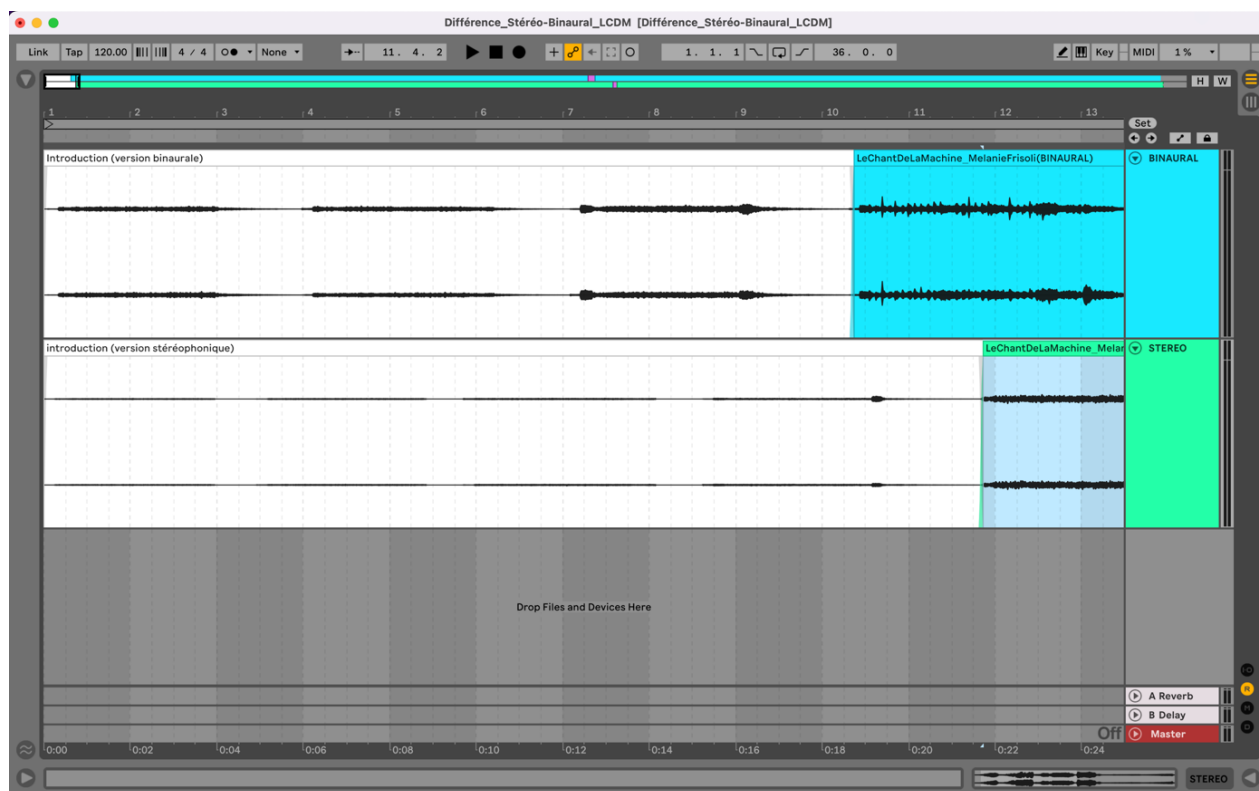 Différence_Stéréo-Binaural_LCDM [Différence_Stéréo-Binaural_LCDM]
Link Tap 120.00 4 / 4 None 11. 4. 2 1. 1. 1 36. 0. 0 Key MIDI 1 %
H W
1 2 3 4 5 6 7 8 9 10 11 12 13
Set
Introduction (version binaurale) LeChantDeLaMachine_MelanieFrisoli(BINAURAL) BINAURAL
introduction (version stéréophonique) LeChantDeLaMachine_Melar STEREO
Drop Files and Devices Here
A Reverb
B Delay
Off Master
0:00 0:02 0:04 0:06 0:08 0:10 0:12 0:14 0:16 0:18 0:20 0:22 0:24
STEREO